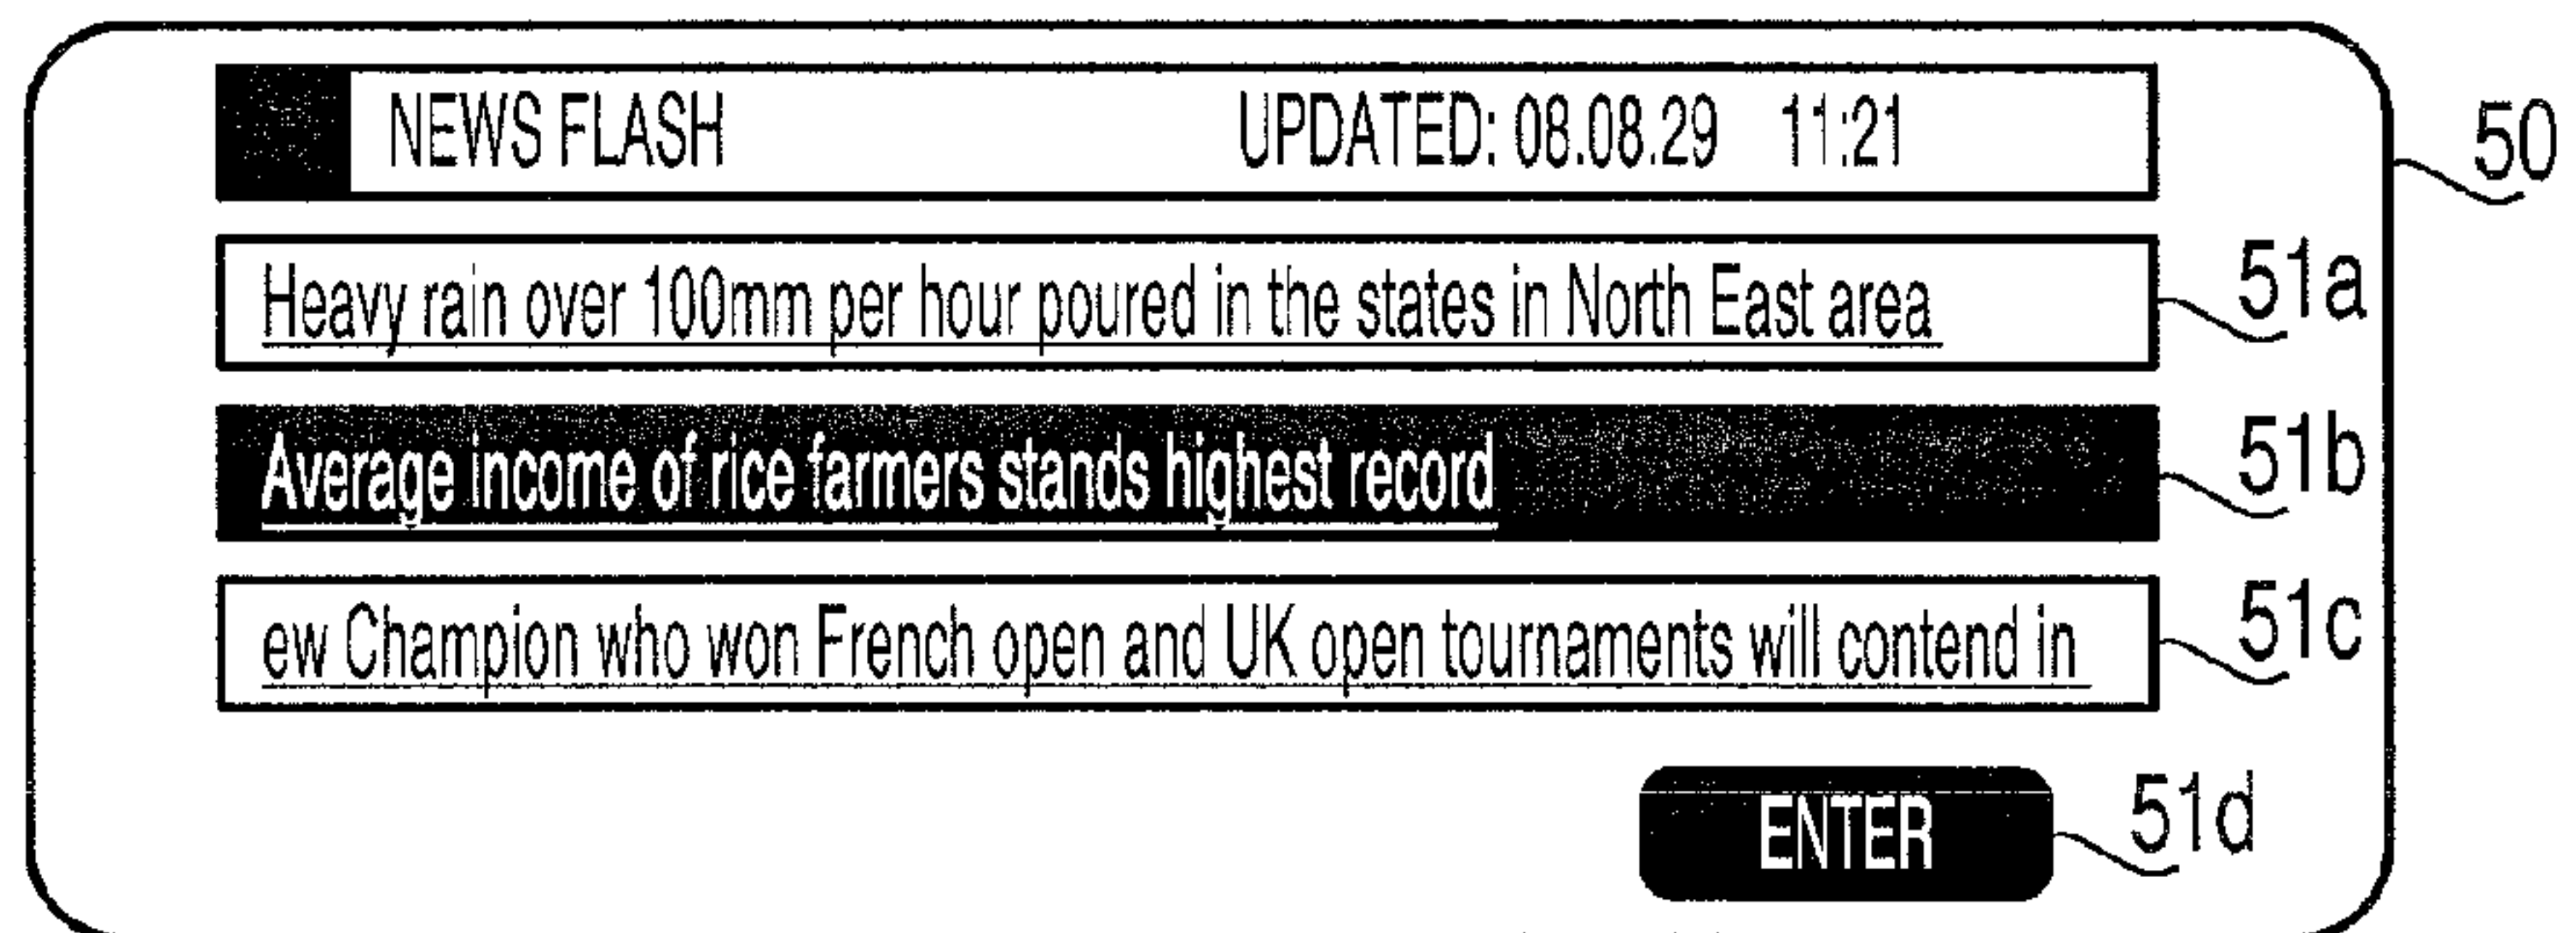 NEWS FLASH UPDATED: 08.08.29 11:21
50
Heavy rain over 100mm per hour poured in the states in North East area
51a
Average income of rice farmers stands highest record
51b
ew Champion who won French open and UK open tournaments will contend in
51c
ENTER
51d